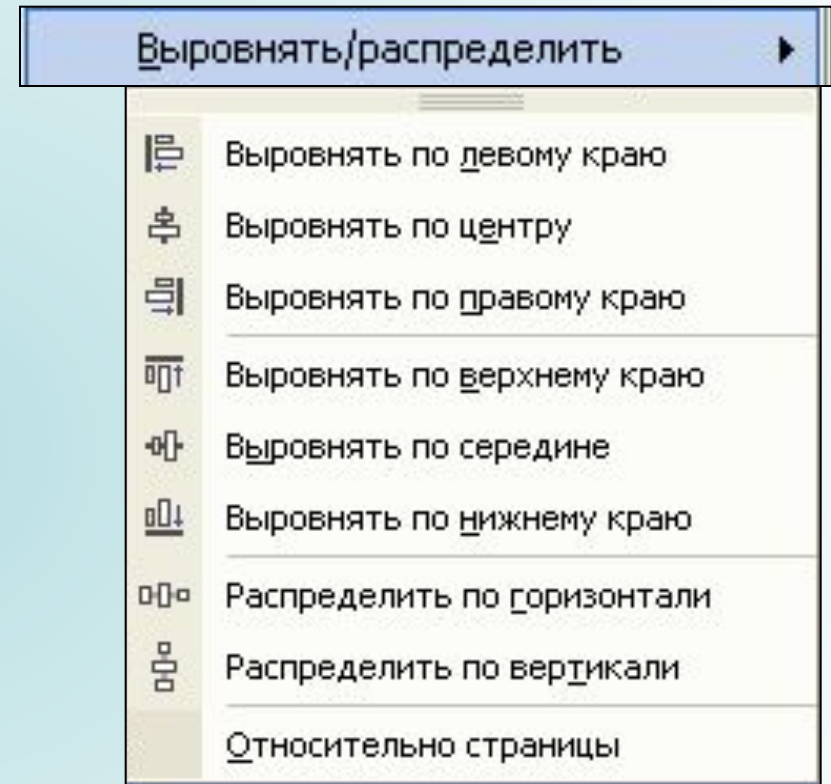 Выровнять/распределить
Выровнять по левому краю
Выровнять по центру
Выровнять по правому краю
Выровнять по верхнему краю
Выровнять по середине
Выровнять по нижнему краю
Распределить по горизонтали
Распределить по вертикали
Относительно страницы